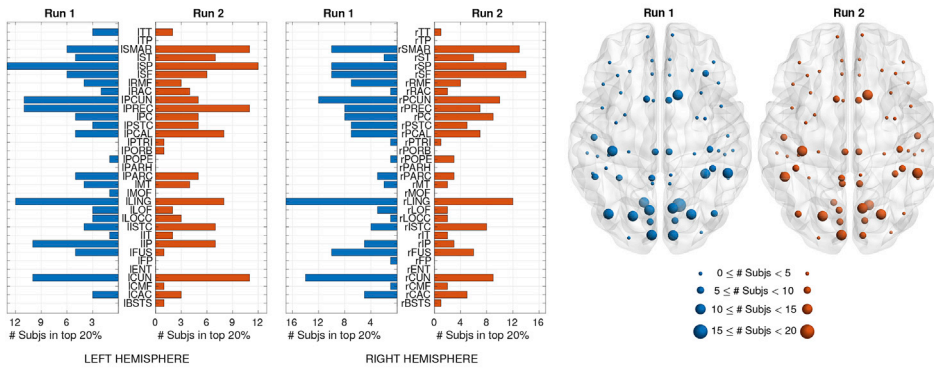 Run 1
Run 2
lTT
lTP
lSMAR
lST
lSP
lSF
lRMF
lRAC
lPCUN
lPREC
lPC
lPSTC
lPCAL
lPTRI
lPORB
lPOPE
lPARH
lPARC
lMT
lMOF
lLING
lLOF
lLOCC
lISTC
lIT
lIP
lFUS
lFP
lENT
lCUN
lCMF
lCAC
lBSTS
12 9 6 3
0 3 6 9 12
# Subjs in top 20%
# Subjs in top 20%
LEFT HEMISPHERE
Run 1
Run 2
rTT
rTP
rSMAR
rST
rSP
rSF
rRMF
rRAC
rPCUN
rPREC
rPC
rPSTC
rPCAL
rPTRI
rPORB
rPOPE
rPARH
rPARC
rMT
rMOF
rLING
rLOF
rLOCC
rISTC
rIT
rIP
rFUS
rFP
rENT
rCUN
rCMF
rCAC
rBSTS
16 12 8 4
0 4 8 12 16
# Subjs in top 20%
# Subjs in top 20%
RIGHT HEMISPHERE
Run 1
Run 2
0 ≤ # Subjs < 5
5 ≤ # Subjs < 10
10 ≤ # Subjs < 15
15 ≤ # Subjs < 20